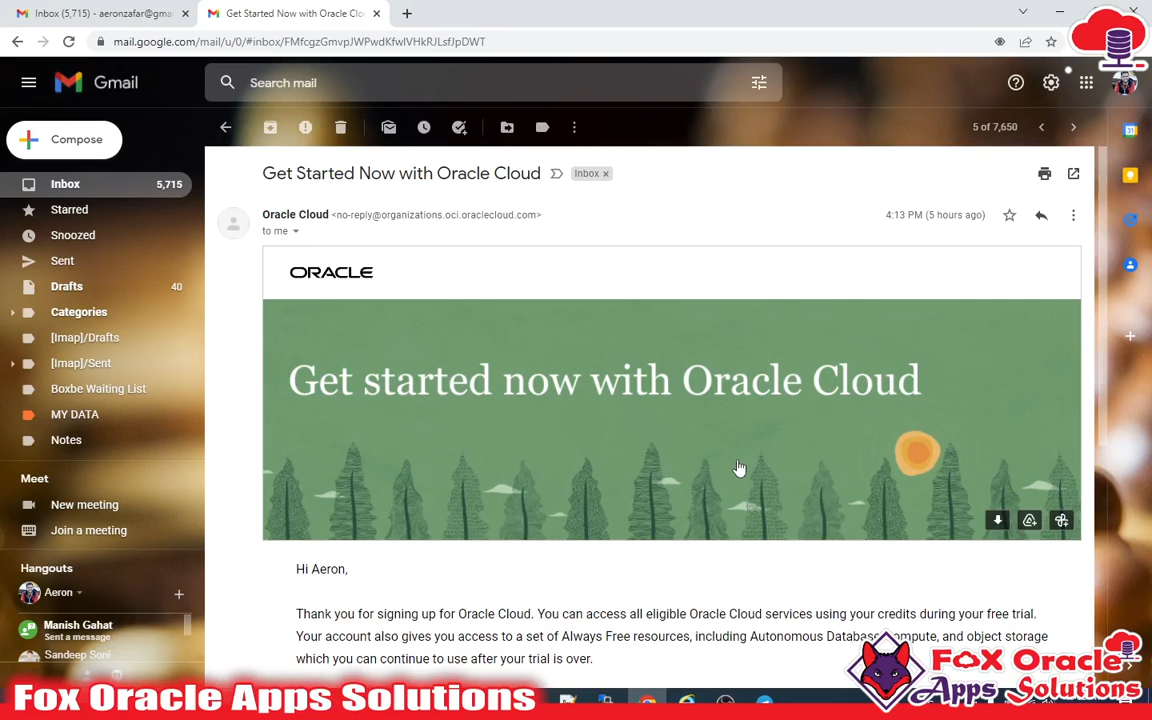 Inbox (5,715) - aeronzafar@gma
Get Started Now with Oracle Clo
mail.google.com/mail/u/0/#inbox/FMfcgzGmvpJWPwdKfwlVHkRJLsfJpDWT
Gmail
Search mail
Compose
5 of 7,650
Inbox 5,715
Starred
Snoozed
Sent
Drafts 40
Categories
[Imap]/Drafts
[Imap]/Sent
Boxbe Waiting List
MY DATA
Notes
Meet
New meeting
Join a meeting
Hangouts
Aeron
Manish Gahat
Sent a message
Sandeep Soni
Get Started Now with Oracle Cloud
Inbox x
Oracle Cloud <no-reply@organizations.oci.oraclecloud.com>
4:13 PM (5 hours ago)
to me
ORACLE
Get started now with Oracle Cloud
Hi Aeron,
Thank you for signing up for Oracle Cloud. You can access all eligible Oracle Cloud services using your credits during your free trial.
Your account also gives you access to a set of Always Free resources, including Autonomous Database, compute, and object storage
which you can continue to use after your trial is over.
Fox Oracle Apps Solutions
FOX Oracle
Apps Solutions